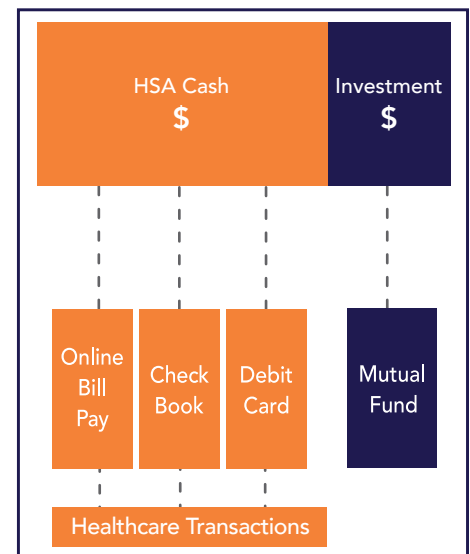 HSA Cash
$
Investment
$
Online
Bill
Pay
Check
Book
Debit
Card
Mutual
Fund
Healthcare Transactions